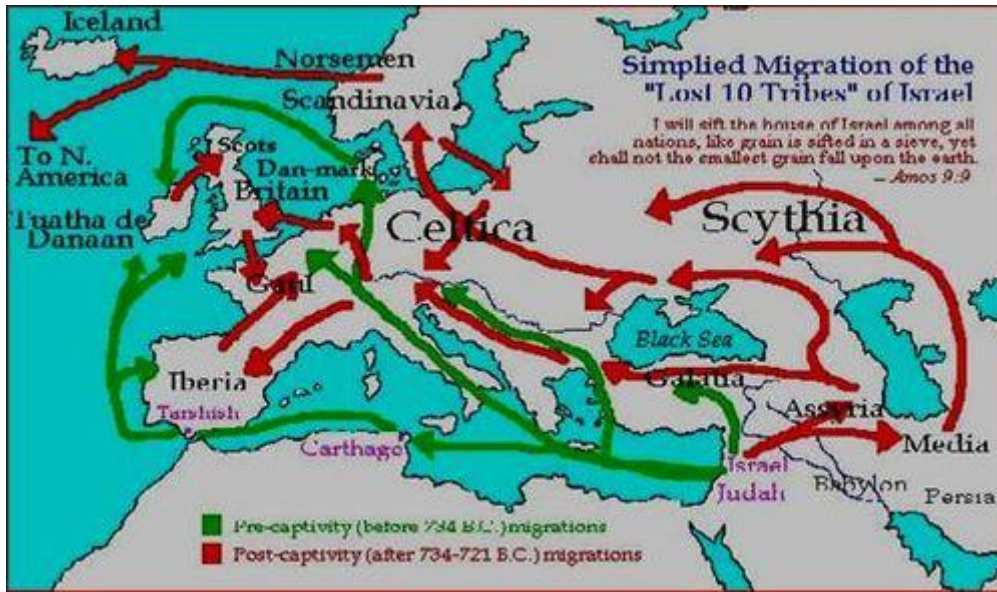 Iceland
Norsemen
Scandinavia
Simplied Migration of the
"Lost 10 Tribes" of Israel
I will sift the house of Israel among all
nations, like grain is sifted in a sieve, yet
shall not the smallest grain fall upon the earth.
– Amos 9:9
To N.
America
Scots
Dan-mark
Britain
Tuatha de
Danaan
Celtica
Scythia
Gaul
Black Sea
Iberia
Galatia
Tarshish
Assyria
Carthage
Israel
Media
Judah
Babylon
Persia
Pre-captivity (before 734 B.C.) migrations
Post-captivity (after 734-721 B.C.) migrations